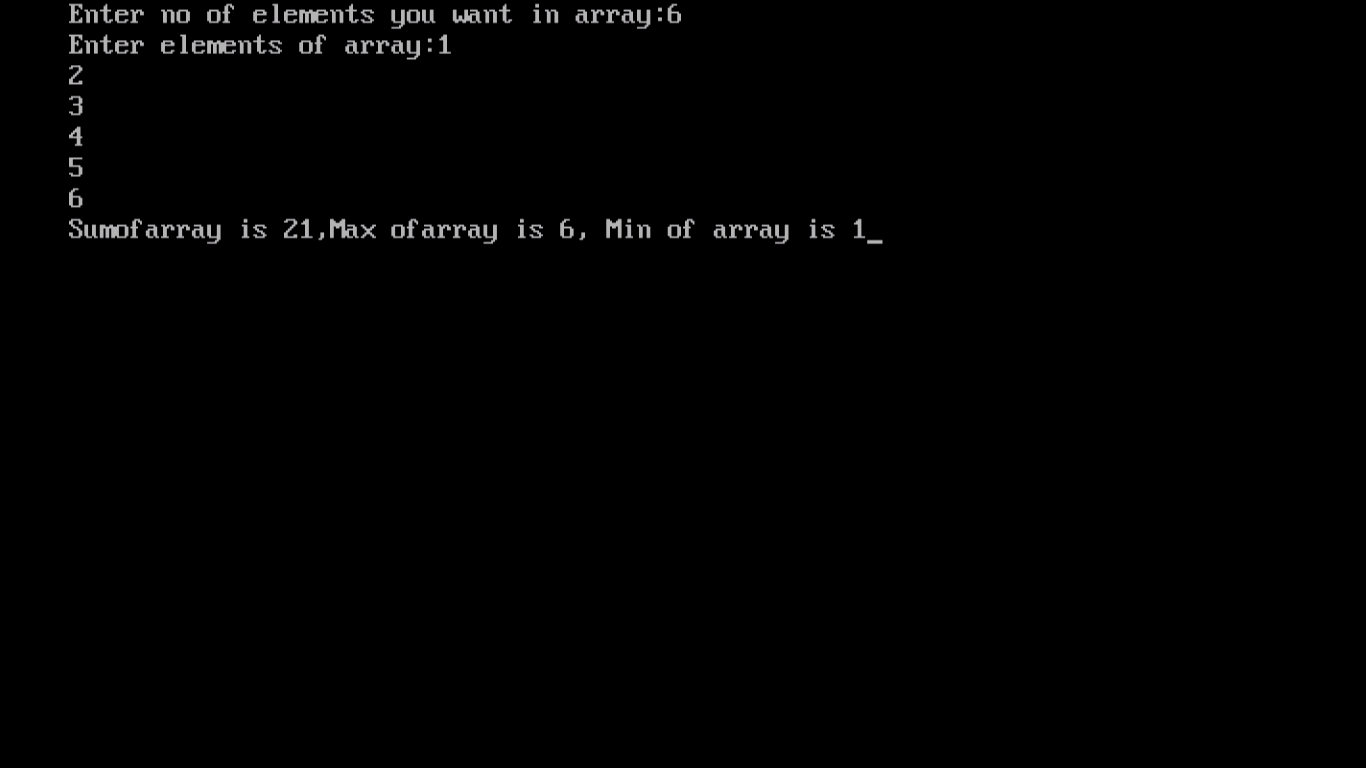 Enter no of elements you want in array:6
Enter elements of array:1
2
3
4
5
6
Sumofarray is 21,Max ofarray is 6, Min of array is 1_